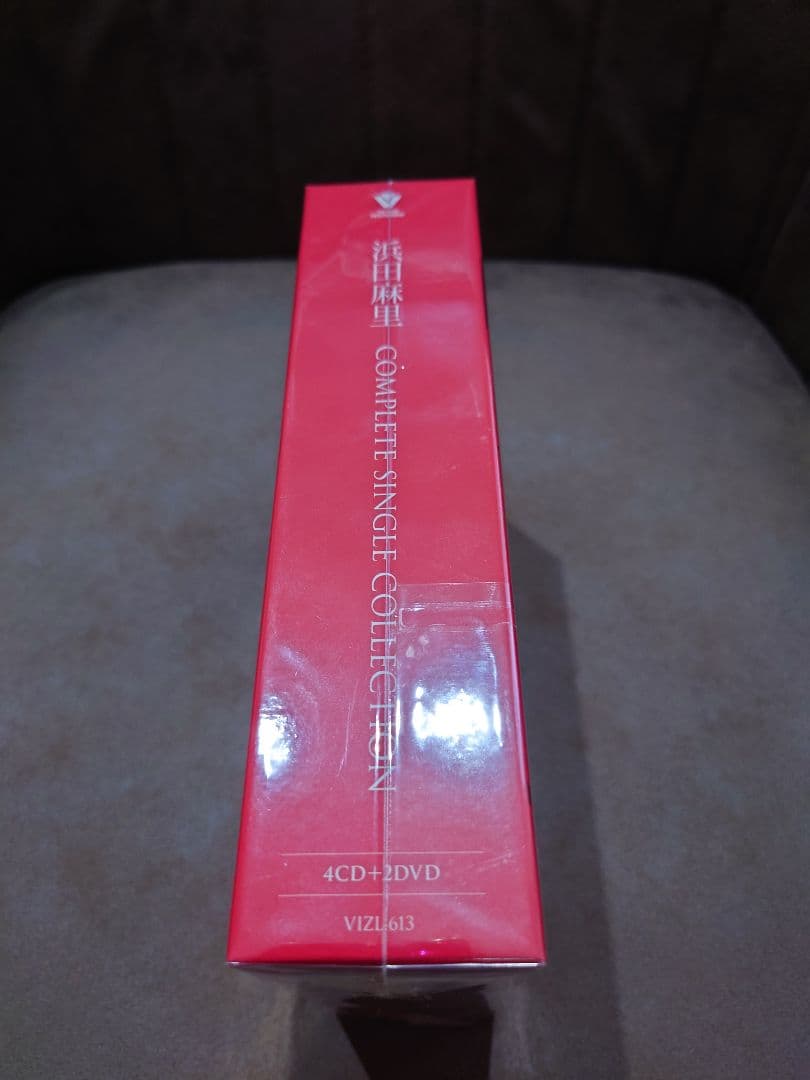 浜田麻里 COMPLETE SINGLE COLLECTION
4CD+2DVD
VIZL-613